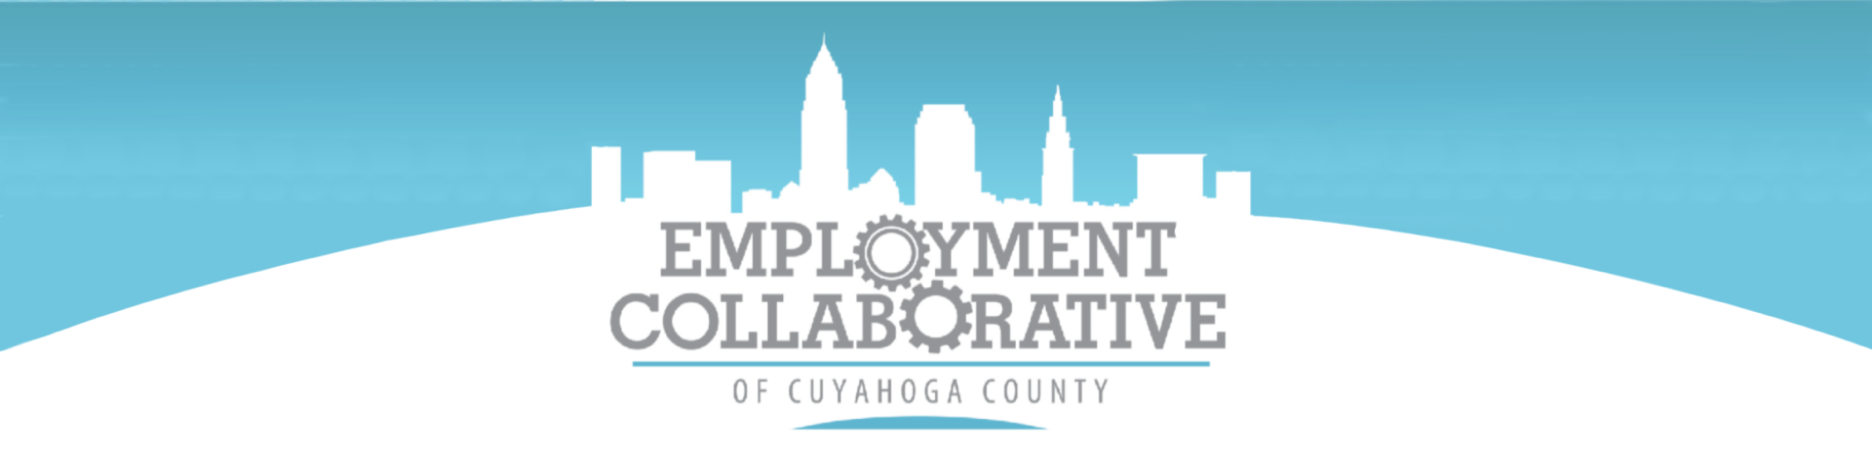 EMPLOYMENT
COLLABORATIVE
OF CUYAHOGA COUNTY